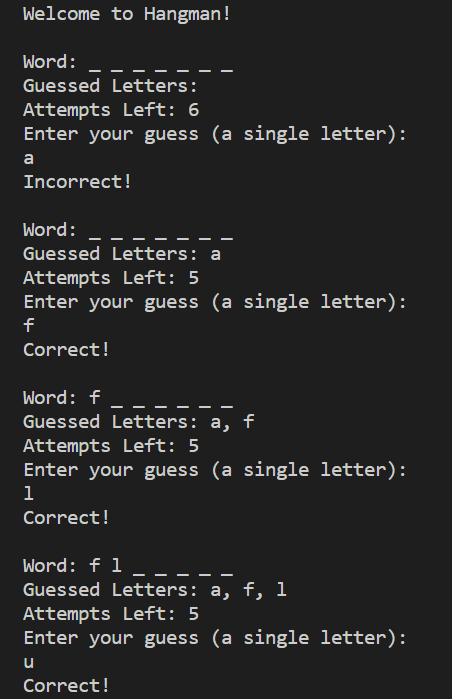 Welcome to Hangman!

Word: _ _ _ _ _ _ _
Guessed Letters:
Attempts Left: 6
Enter your guess (a single letter):
a
Incorrect!

Word: _ _ _ _ _ _ _
Guessed Letters: a
Attempts Left: 5
Enter your guess (a single letter):
f
Correct!

Word: f _ _ _ _ _ _
Guessed Letters: a, f
Attempts Left: 5
Enter your guess (a single letter):
l
Correct!

Word: f l _ _ _ _ _
Guessed Letters: a, f, l
Attempts Left: 5
Enter your guess (a single letter):
u
Correct!